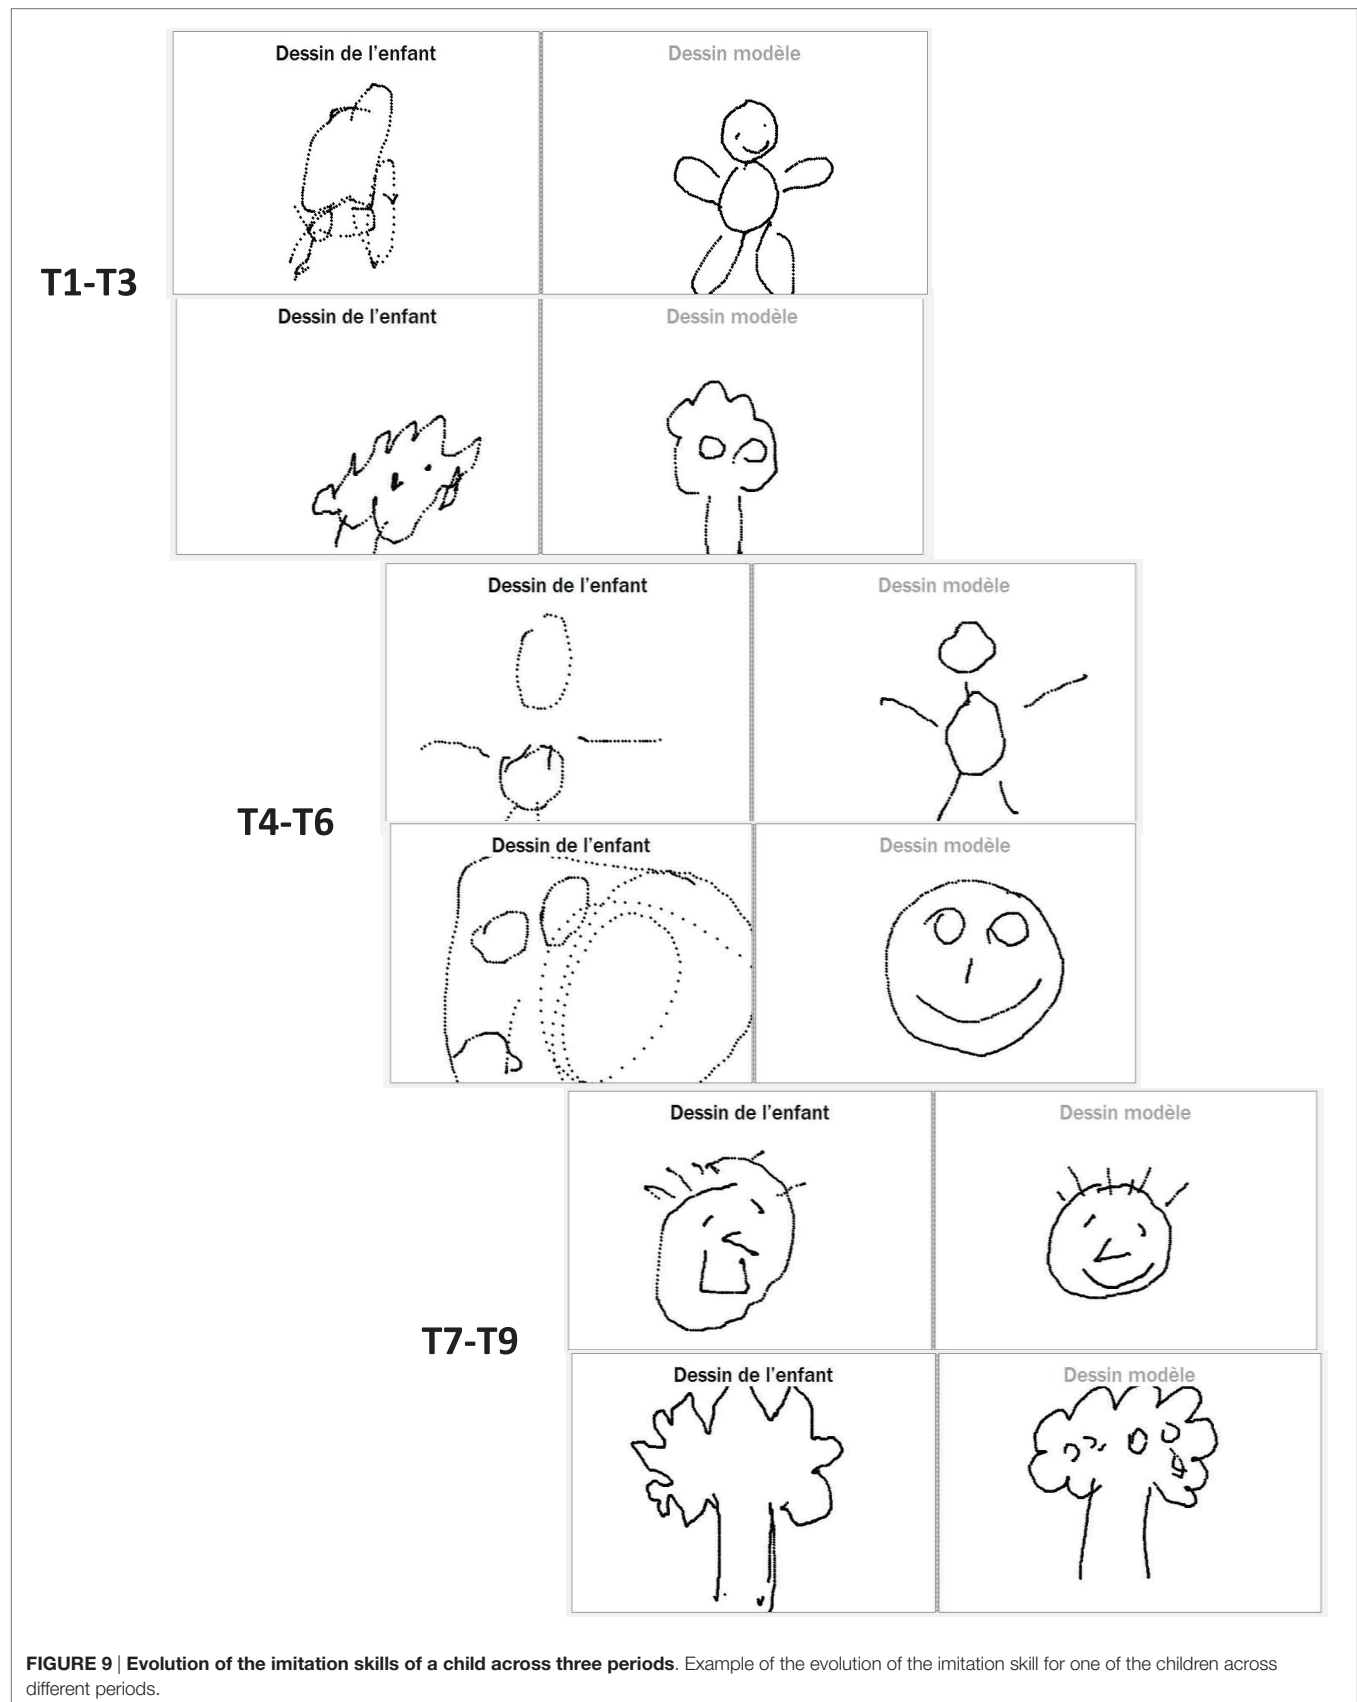 Dessin de l'enfant
Dessin modèle
T1-T3
Dessin de l'enfant
Dessin modèle
Dessin de l'enfant
Dessin modèle
T4-T6
Dessin de l'enfant
Dessin modèle
Dessin de l'enfant
Dessin modèle
T7-T9
Dessin de l'enfant
Dessin modèle
FIGURE 9 | Evolution of the imitation skills of a child across three periods. Example of the evolution of the imitation skill for one of the children across
different periods.